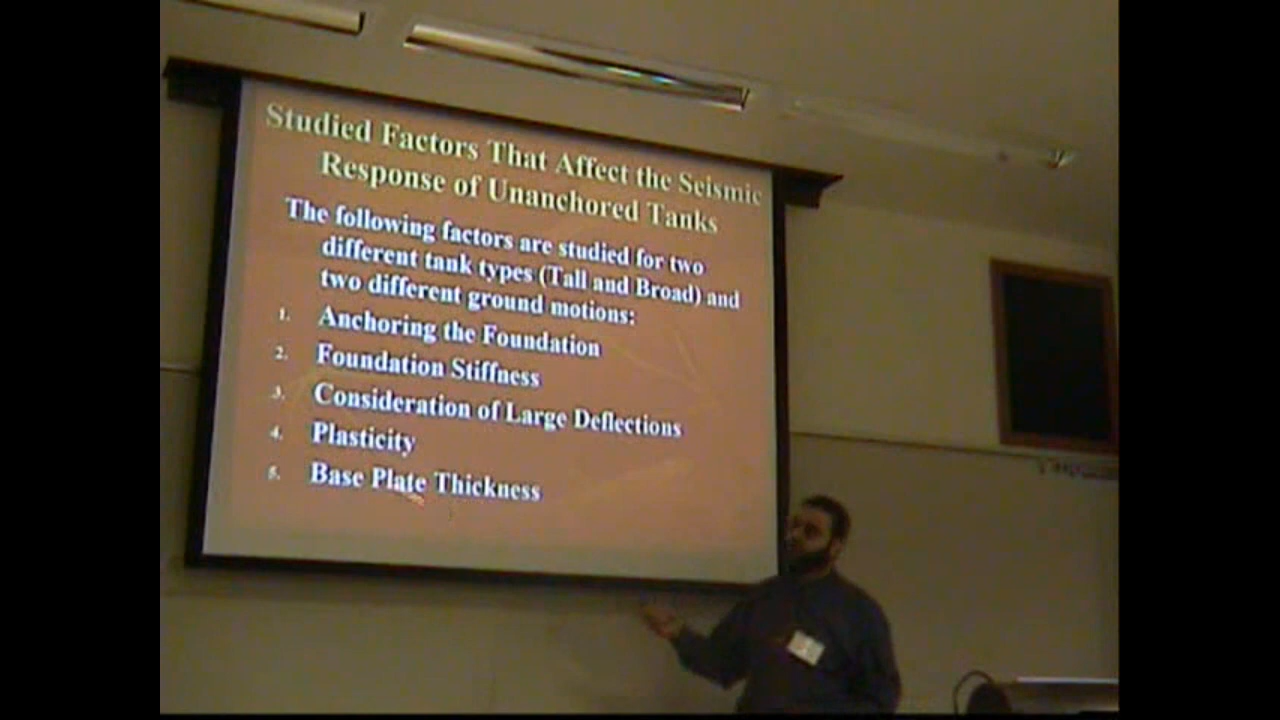 Studied Factors That Affect the Seismic
Response of Unanchored Tanks
The following factors are studied for two
different tank types (Tall and Broad) and
two different ground motions:
1. Anchoring the Foundation
2. Foundation Stiffness
3. Consideration of Large Deflections
4. Plasticity
5. Base Plate Thickness